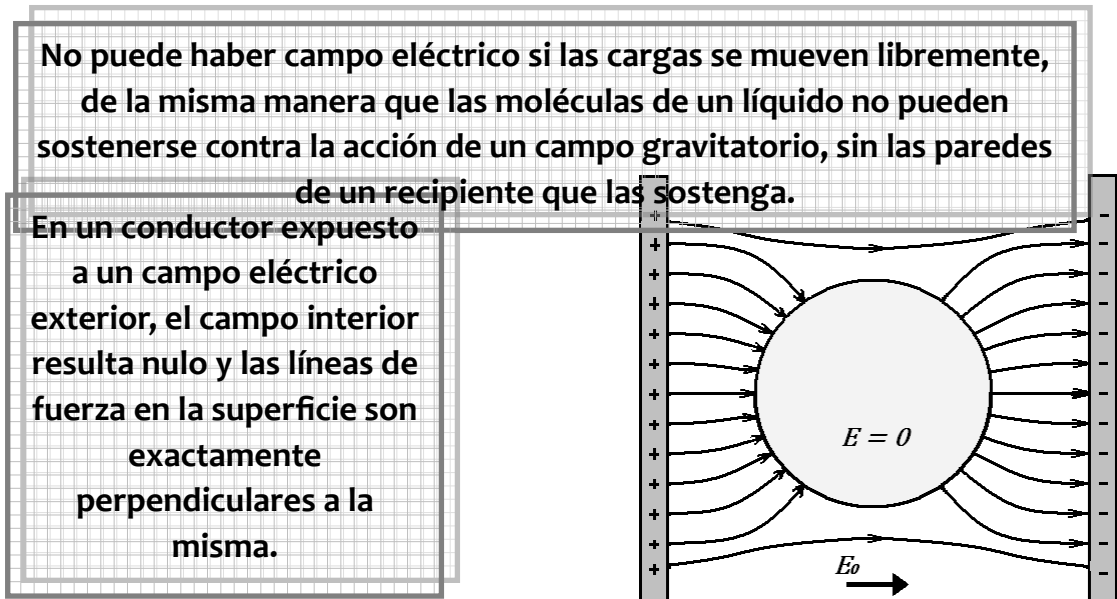 No puede haber campo eléctrico si las cargas se mueven libremente,
de la misma manera que las moléculas de un líquido no pueden
sostenerse contra la acción de un campo gravitatorio, sin las paredes
de un recipiente que las sostenga.
En un conductor expuesto
a un campo eléctrico
exterior, el campo interior
resulta nulo y las líneas de
fuerza en la superficie son
exactamente
perpendiculares a la
misma.
E = 0
E₀